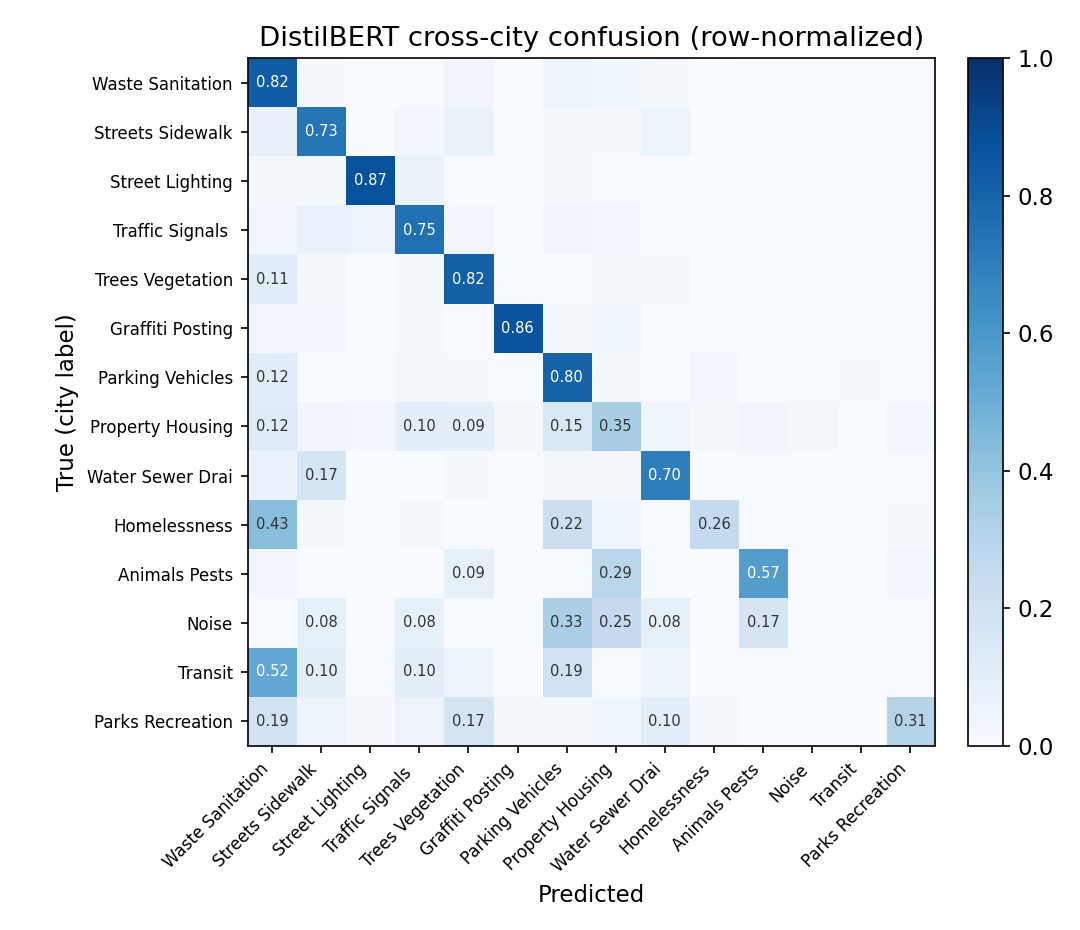 DistilBERT cross-city confusion (row-normalized)
True (city label)
Waste Sanitation 0.82
Streets Sidewalk 0.73
Street Lighting 0.87
Traffic Signals 0.75
Trees Vegetation 0.11 0.82
Graffiti Posting 0.86
Parking Vehicles 0.12 0.80
Property Housing 0.12 0.10 0.09 0.15 0.35
Water Sewer Drai 0.17 0.70
Homelessness 0.43 0.22 0.26
Animals Pests 0.09 0.29 0.57
Noise 0.08 0.08 0.33 0.25 0.08 0.17
Transit 0.52 0.10 0.10 0.19
Parks Recreation 0.19 0.17 0.10 0.31
Waste Sanitation
Streets Sidewalk
Street Lighting
Traffic Signals
Trees Vegetation
Graffiti Posting
Parking Vehicles
Property Housing
Water Sewer Drai
Homelessness
Animals Pests
Noise
Transit
Parks Recreation
Predicted
1.0
0.8
0.6
0.4
0.2
0.0